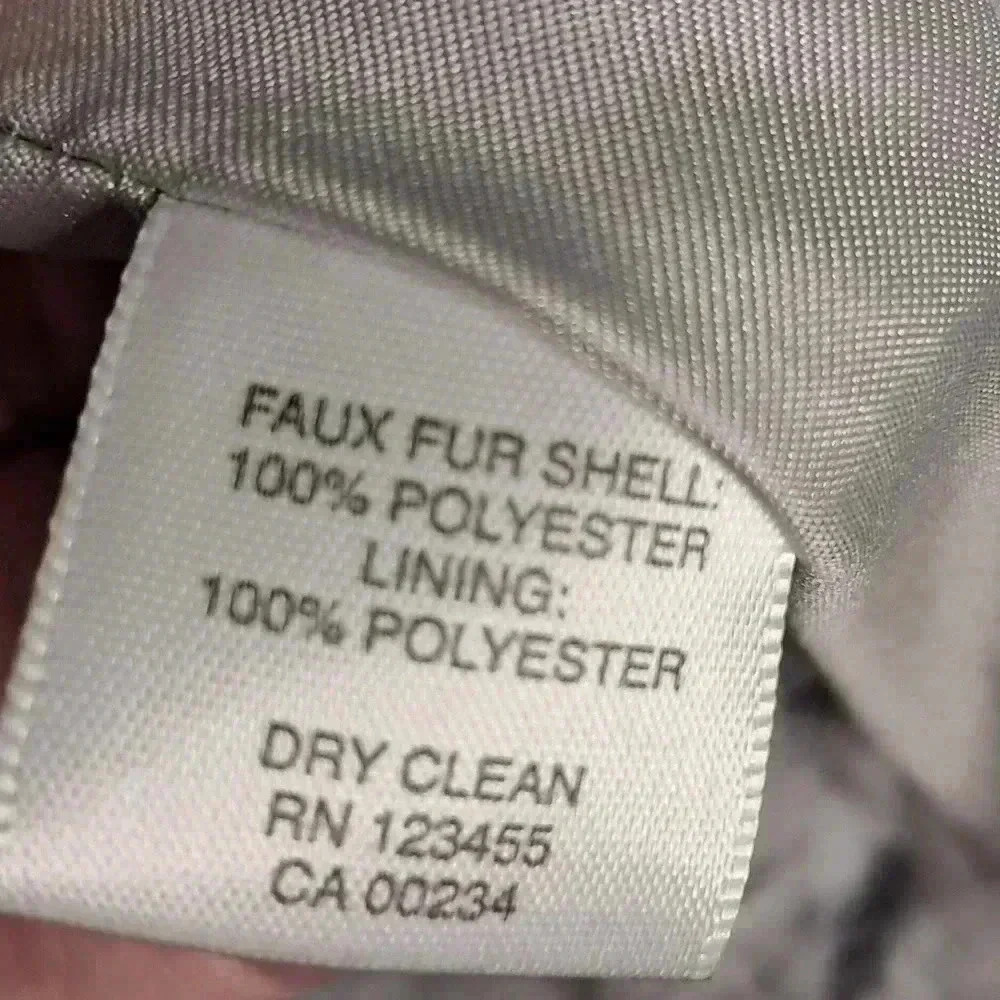 FAUX FUR SHELL:
100% POLYESTER
LINING:
100% POLYESTER
DRY CLEAN
RN 123455
CA 00234